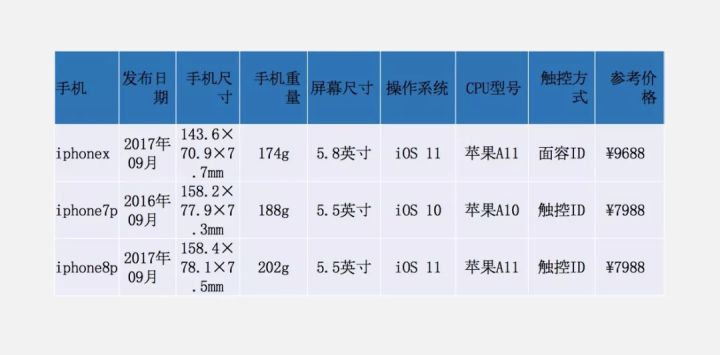 手机 发布日期 手机尺寸 手机重量 屏幕尺寸 操作系统 CPU型号 触控方式 参考价格
iphonex 2017年09月 143.6×70.9×7.7mm 174g 5.8英寸 iOS 11 苹果A11 面容ID ¥9688
iphone7p 2016年09月 158.2×77.9×7.3mm 188g 5.5英寸 iOS 10 苹果A10 触控ID ¥7988
iphone8p 2017年09月 158.4×78.1×7.5mm 202g 5.5英寸 iOS 11 苹果A11 触控ID ¥7988